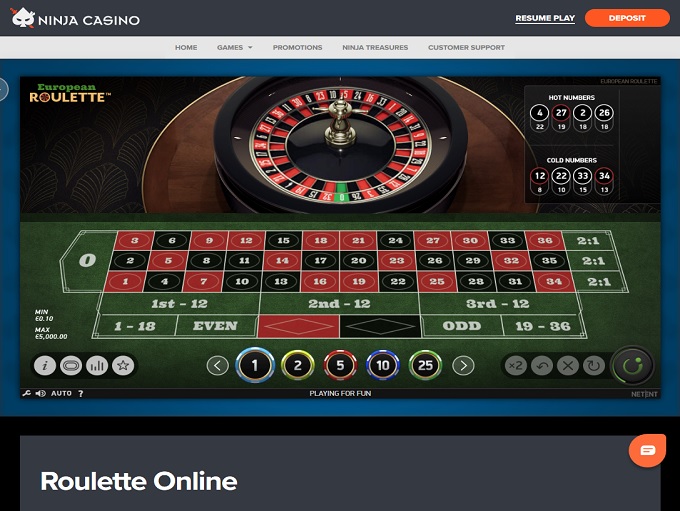 NINJA CASINO
RESUME PLAY
DEPOSIT
HOME GAMES PROMOTIONS NINJA TREASURES CUSTOMER SUPPORT
European
ROULETTE™
EUROPEAN ROULETTE
HOT NUMBERS
4 27 2 26
22 19 18 18
COLD NUMBERS
12 22 33 34
8 10 15 13
3 6 9 12 15 18 21 24 27 30 33 36 2:1
0 2 5 8 11 14 17 20 23 26 29 32 35 2:1
1 4 7 10 13 16 19 22 25 28 31 34 2:1
1st - 12 2nd - 12 3rd - 12
1 - 18 EVEN ODD 19 - 36
MIN
€0.10
MAX
€5,000.00
1 2 5 10 25
×2
AUTO ?
PLAYING FOR FUN
NETENT
Roulette Online